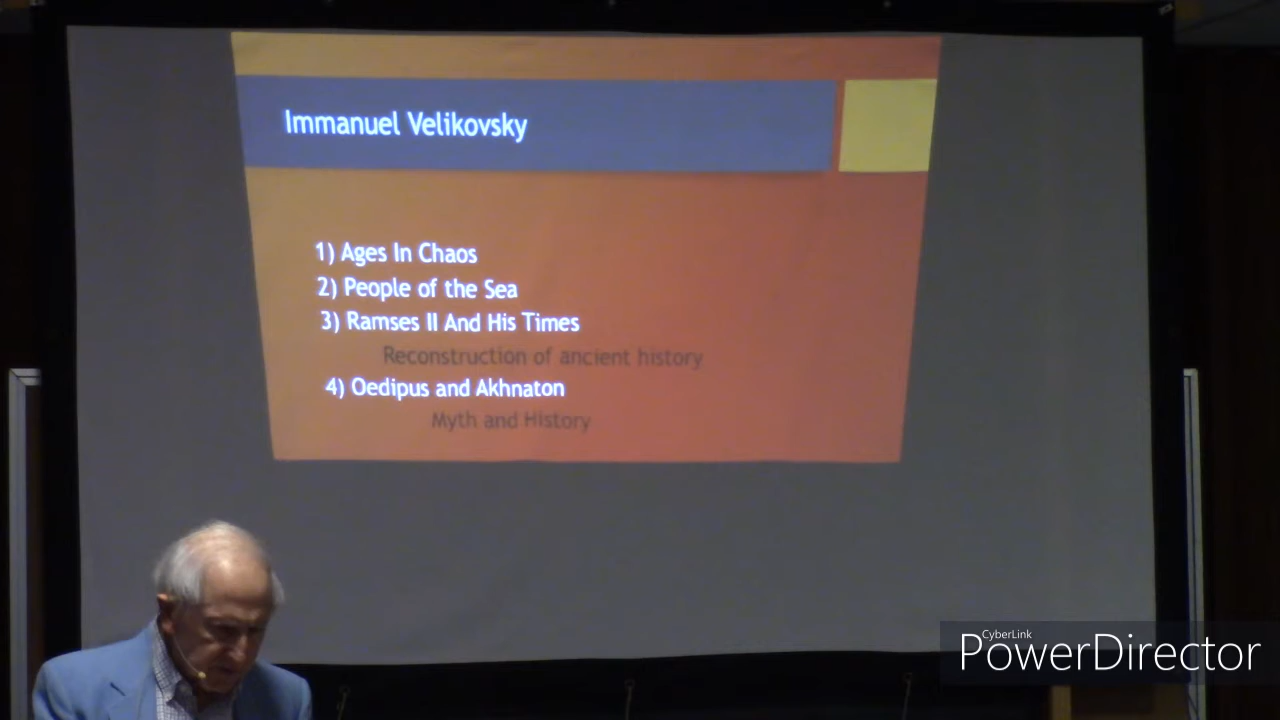 Immanuel Velikovsky
1) Ages In Chaos
2) People of the Sea
3) Ramses II And His Times
Reconstruction of ancient history
4) Oedipus and Akhnaton
Myth and History
CyberLink
PowerDirector